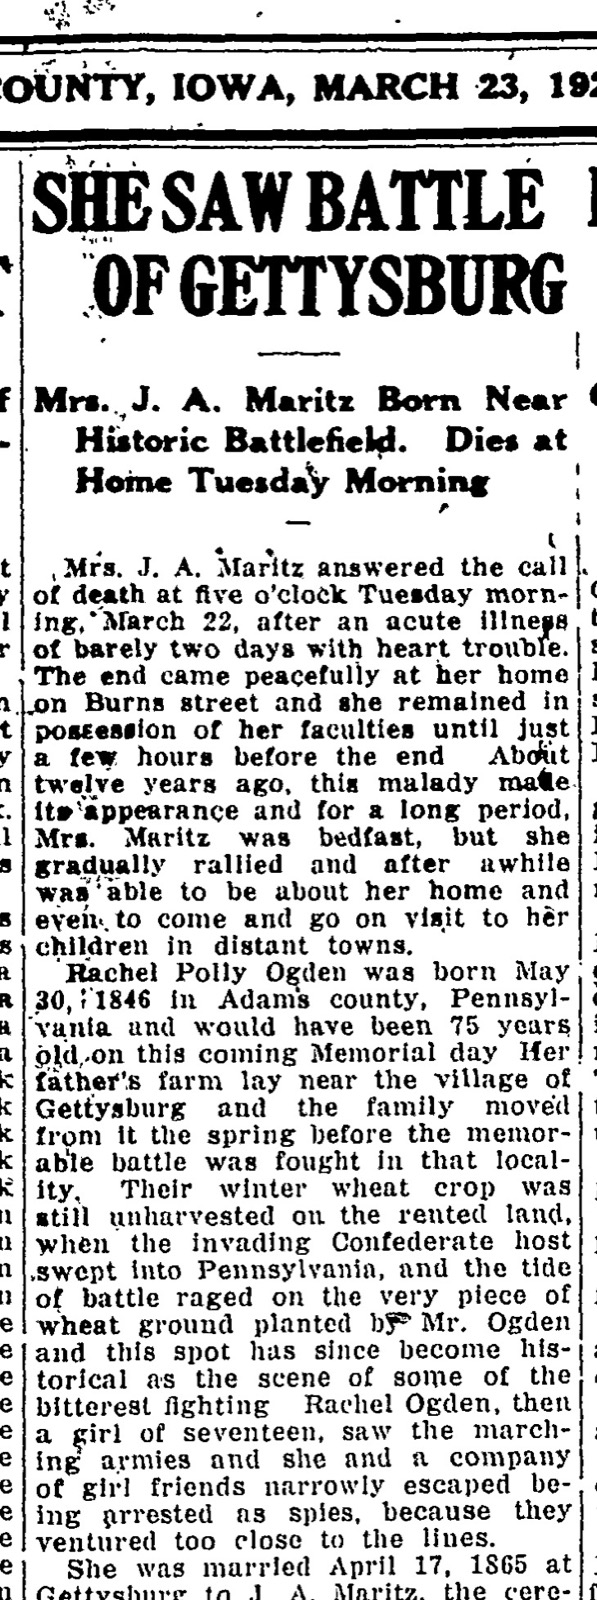 COUNTY, IOWA, MARCH 23, 192
SHE SAW BATTLE
OF GETTYSBURG
Mrs. J. A. Maritz Born Near
Historic Battlefield. Dies at
Home Tuesday Morning
Mrs. J. A. Maritz answered the call
of death at five o'clock Tuesday morn-
ing, March 22, after an acute illness
of barely two days with heart trouble.
The end came peacefully at her home
on Burns street and she remained in
possession of her faculties until just
a few hours before the end About
twelve years ago, this malady made
its appearance and for a long period,
Mrs. Maritz was bedfast, but she
gradually rallied and after awhile
was able to be about her home and
even to come and go on visit to her
children in distant towns.
Rachel Polly Ogden was born May
30, 1846 in Adams county, Pennsyl-
vania and would have been 75 years
old on this coming Memorial day Her
father's farm lay near the village of
Gettysburg and the family moved
from it the spring before the memor-
able battle was fought in that local-
ity. Their winter wheat crop was
still unharvested on the rented land,
when the invading Confederate host
swept into Pennsylvania, and the tide
of battle raged on the very piece of
wheat ground planted by Mr. Ogden
and this spot has since become his-
torical as the scene of some of the
bitterest fighting Rachel Ogden, then
a girl of seventeen, saw the march-
ing armies and she and a company
of girl friends narrowly escaped be-
ing arrested as spies, because they
ventured too close to the lines.
She was married April 17, 1865 at
Gettysburg to J. A. Maritz, the cere-